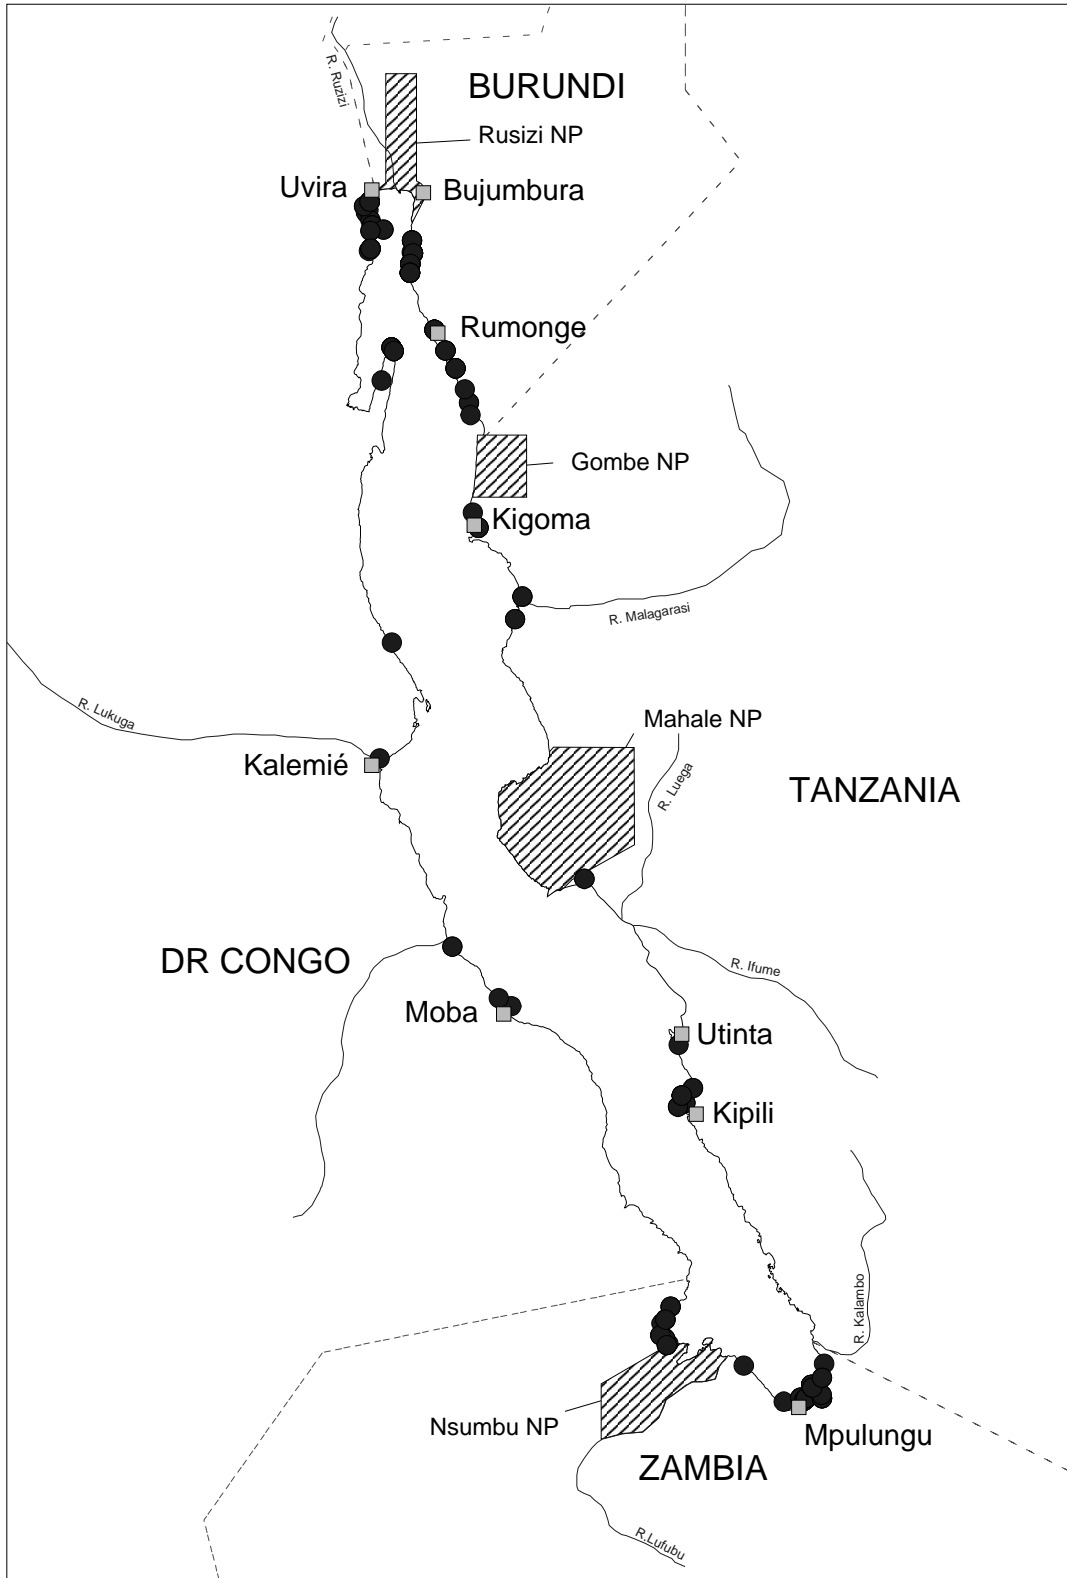 R. Ruzizi
BURUNDI
Rusizi NP
Uvira
Bujumbura
Rumonge
Gombe NP
Kigoma
R. Malagarasi
R. Lukuga
Mahale NP
Kalemié
R. Luega
TANZANIA
DR CONGO
R. Ifume
Moba
Utinta
Kipili
R. Kalambo
Nsumbu NP
Mpulungu
ZAMBIA
R.Lufubu